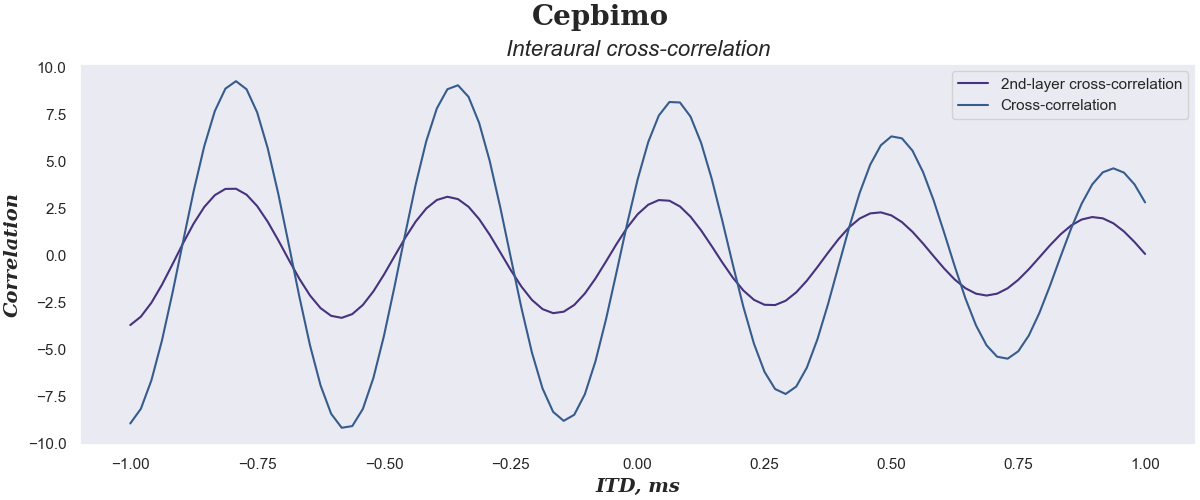 Cepbimo
Interaural cross-correlation
2nd-layer cross-correlation
Cross-correlation
Correlation
10.0
7.5
5.0
2.5
0.0
−2.5
−5.0
−7.5
−10.0
−1.00 −0.75 −0.50 −0.25 0.00 0.25 0.50 0.75 1.00
ITD, ms